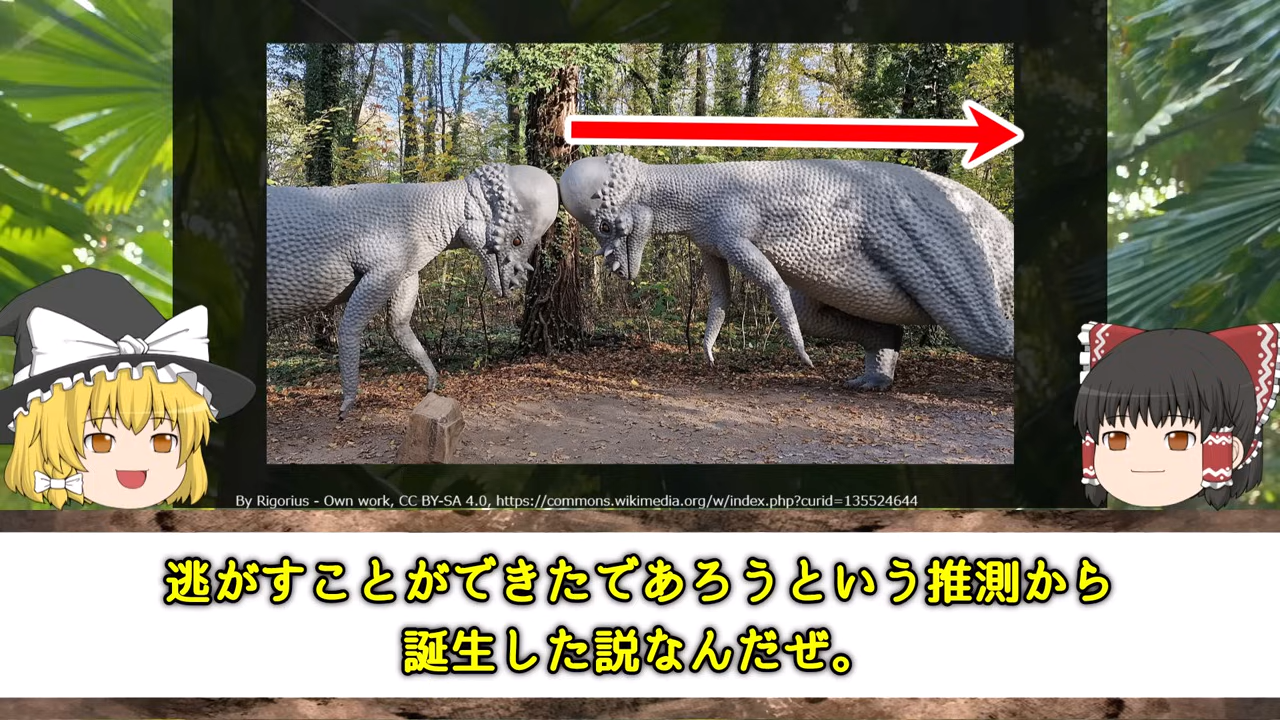 By Rigorius - Own work, CC BY-SA 4.0, https://commons.wikimedia.org/w/index.php?curid=135524644
逃がすことができたであろうという推測から
誕生した説なんだぜ。